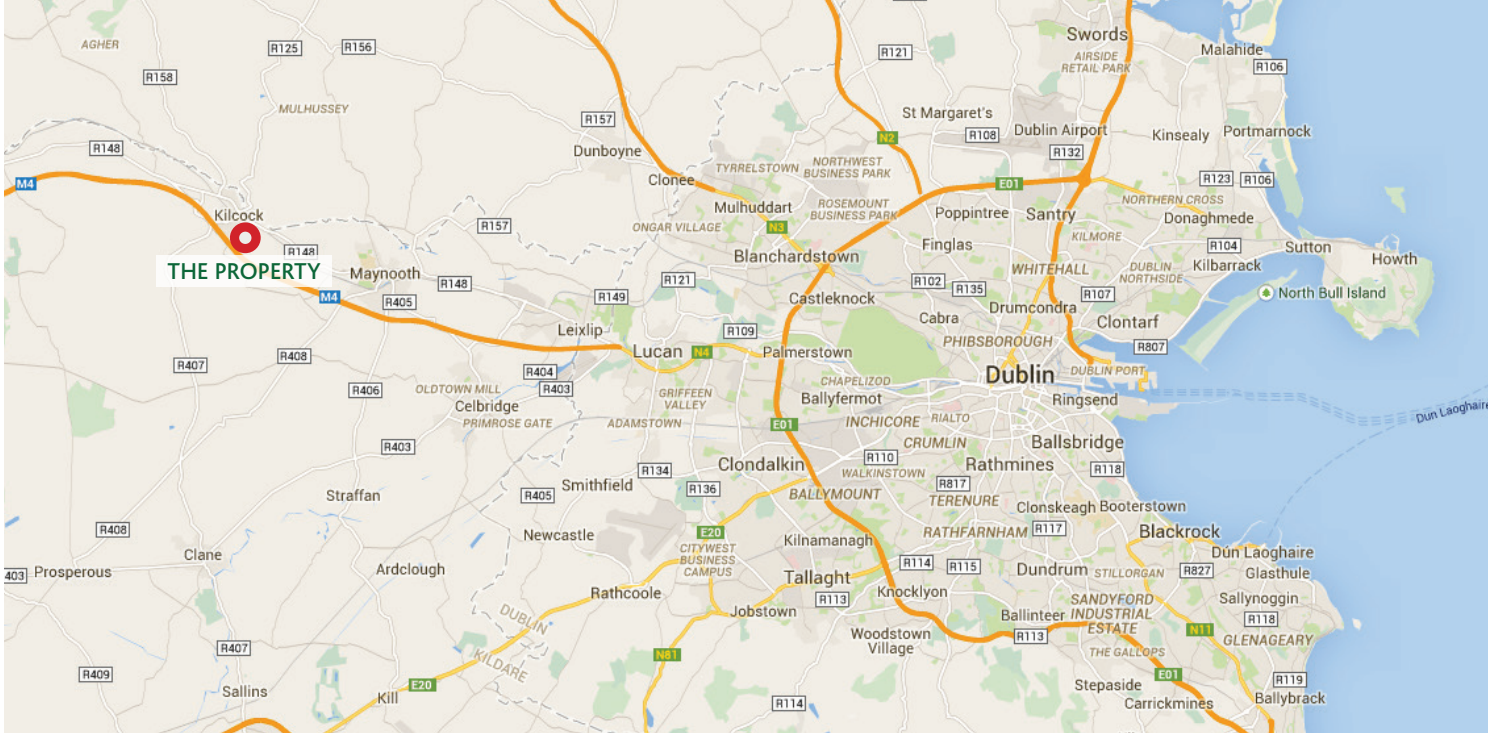 Swords
AGHER
R125
R156
R121
Malahide
AIRSIDE
RETAIL PARK
R106
R158
MULHUSSEY
St Margaret's
R157
R108
Dublin Airport
Kinsealy
Portmarnock
N2
R148
Dunboyne
R132
TYRRELSTOWN
NORTHWEST
BUSINESS PARK
M4
Clonee
E01
R123
R106
NORTHERN CROSS
Mulhuddart
ROSEMOUNT
BUSINESS PARK
Kilcock
Poppintree
Santry
Donaghmede
R157
ONGAR VILLAGE
N3
KILMORE
Finglas
R104
Sutton
R148
Blanchardstown
Kilbarrack
Howth
THE PROPERTY
Maynooth
WHITEHALL
DUBLIN
NORTHSIDE
R148
R121
R102
R135
R107
North Bull Island
M4
R405
R149
Castleknock
Drumcondra
Cabra
Clontarf
Leixlip
R109
PHIBSBOROUGH
R807
Lucan
N4
Palmerstown
R407
R408
R404
Dublin
DUBLIN PORT
R406
OLDTOWN MILL
R403
GRIFFEEN
VALLEY
CHAPELIZOD
Ballyfermot
Ringsend
Celbridge
PRIMROSE GATE
ADAMSTOWN
E01
INCHICORE
RIALTO
Dun Laoghaire
R403
CRUMLIN
Ballsbridge
R110
Clondalkin
WALKINSTOWN
Rathmines
R118
R134
R136
R405
Smithfield
R817
Straffan
BALLYMOUNT
TERENURE
Clonskeagh
Booterstown
R408
Newcastle
E20
RATHFARNHAM
R117
Blackrock
Kilnamanagh
Clane
CITYWEST
BUSINESS
CAMPUS
Dún Laoghaire
403
Prosperous
Ardclough
Tallaght
R114
R115
Dundrum
STILLORGAN
R827
Glasthule
Rathcoole
R113
Knocklyon
Sallynoggin
Jobstown
Ballinteer
SANDYFORD
INDUSTRIAL
ESTATE
R118
DUBLIN
Woodstown
Village
R113
N11
GLENAGEARY
R407
KILDARE
N81
THE GALLOPS
R409
E20
E01
R119
Sallins
Kill
Stepaside
R114
Carrickmines
Ballybrack